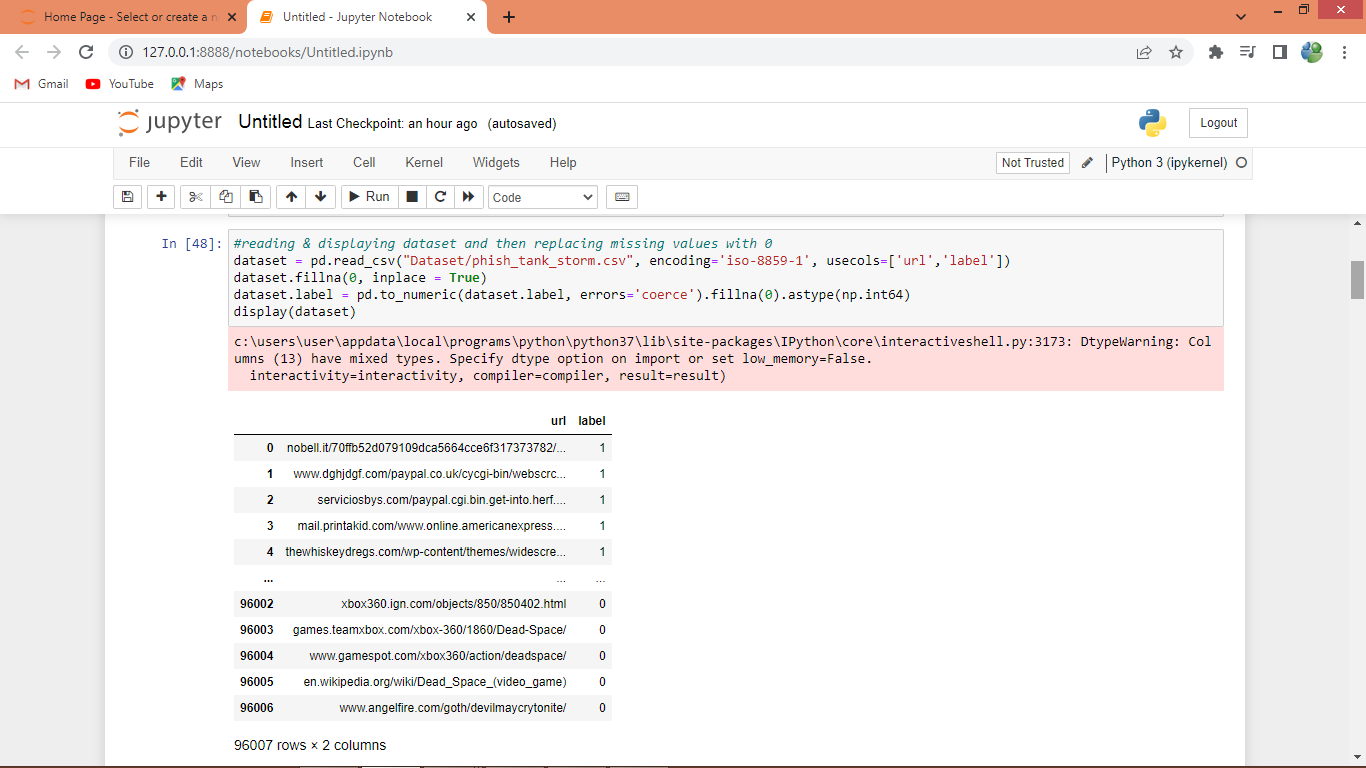 Home Page - Select or create a n
Untitled - Jupyter Notebook
127.0.0.1:8888/notebooks/Untitled.ipynb
Gmail YouTube Maps
jupyter Untitled Last Checkpoint: an hour ago (autosaved)
Logout
File Edit View Insert Cell Kernel Widgets Help
Not Trusted Python 3 (ipykernel)
Run Code
In [48]: #reading & displaying dataset and then replacing missing values with 0
dataset = pd.read_csv("Dataset/phish_tank_storm.csv", encoding='iso-8859-1', usecols=['url','label'])
dataset.fillna(0, inplace = True)
dataset.label = pd.to_numeric(dataset.label, errors='coerce').fillna(0).astype(np.int64)
display(dataset)
c:\users\user\appdata\local\programs\python\python37\lib\site-packages\IPython\core\interactiveshell.py:3173: DtypeWarning: Col
umns (13) have mixed types. Specify dtype option on import or set low_memory=False.
interactivity=interactivity, compiler=compiler, result=result)
url label
0 nobell.it/70ffb52d079109dca5664cce6f317373782/... 1
1 www.dghjdgf.com/paypal.co.uk/cycgi-bin/webscrc... 1
2 serviciosbys.com/paypal.cgi.bin.get-into.herf.... 1
3 mail.printakid.com/www.online.americanexpress.... 1
4 thewhiskeydregs.com/wp-content/themes/widescre... 1
... ... ...
96002 xbox360.ign.com/objects/850/850402.html 0
96003 games.teamxbox.com/xbox-360/1860/Dead-Space/ 0
96004 www.gamespot.com/xbox360/action/deadspace/ 0
96005 en.wikipedia.org/wiki/Dead_Space_(video_game) 0
96006 www.angelfire.com/goth/devilmaycrytonite/ 0
96007 rows × 2 columns